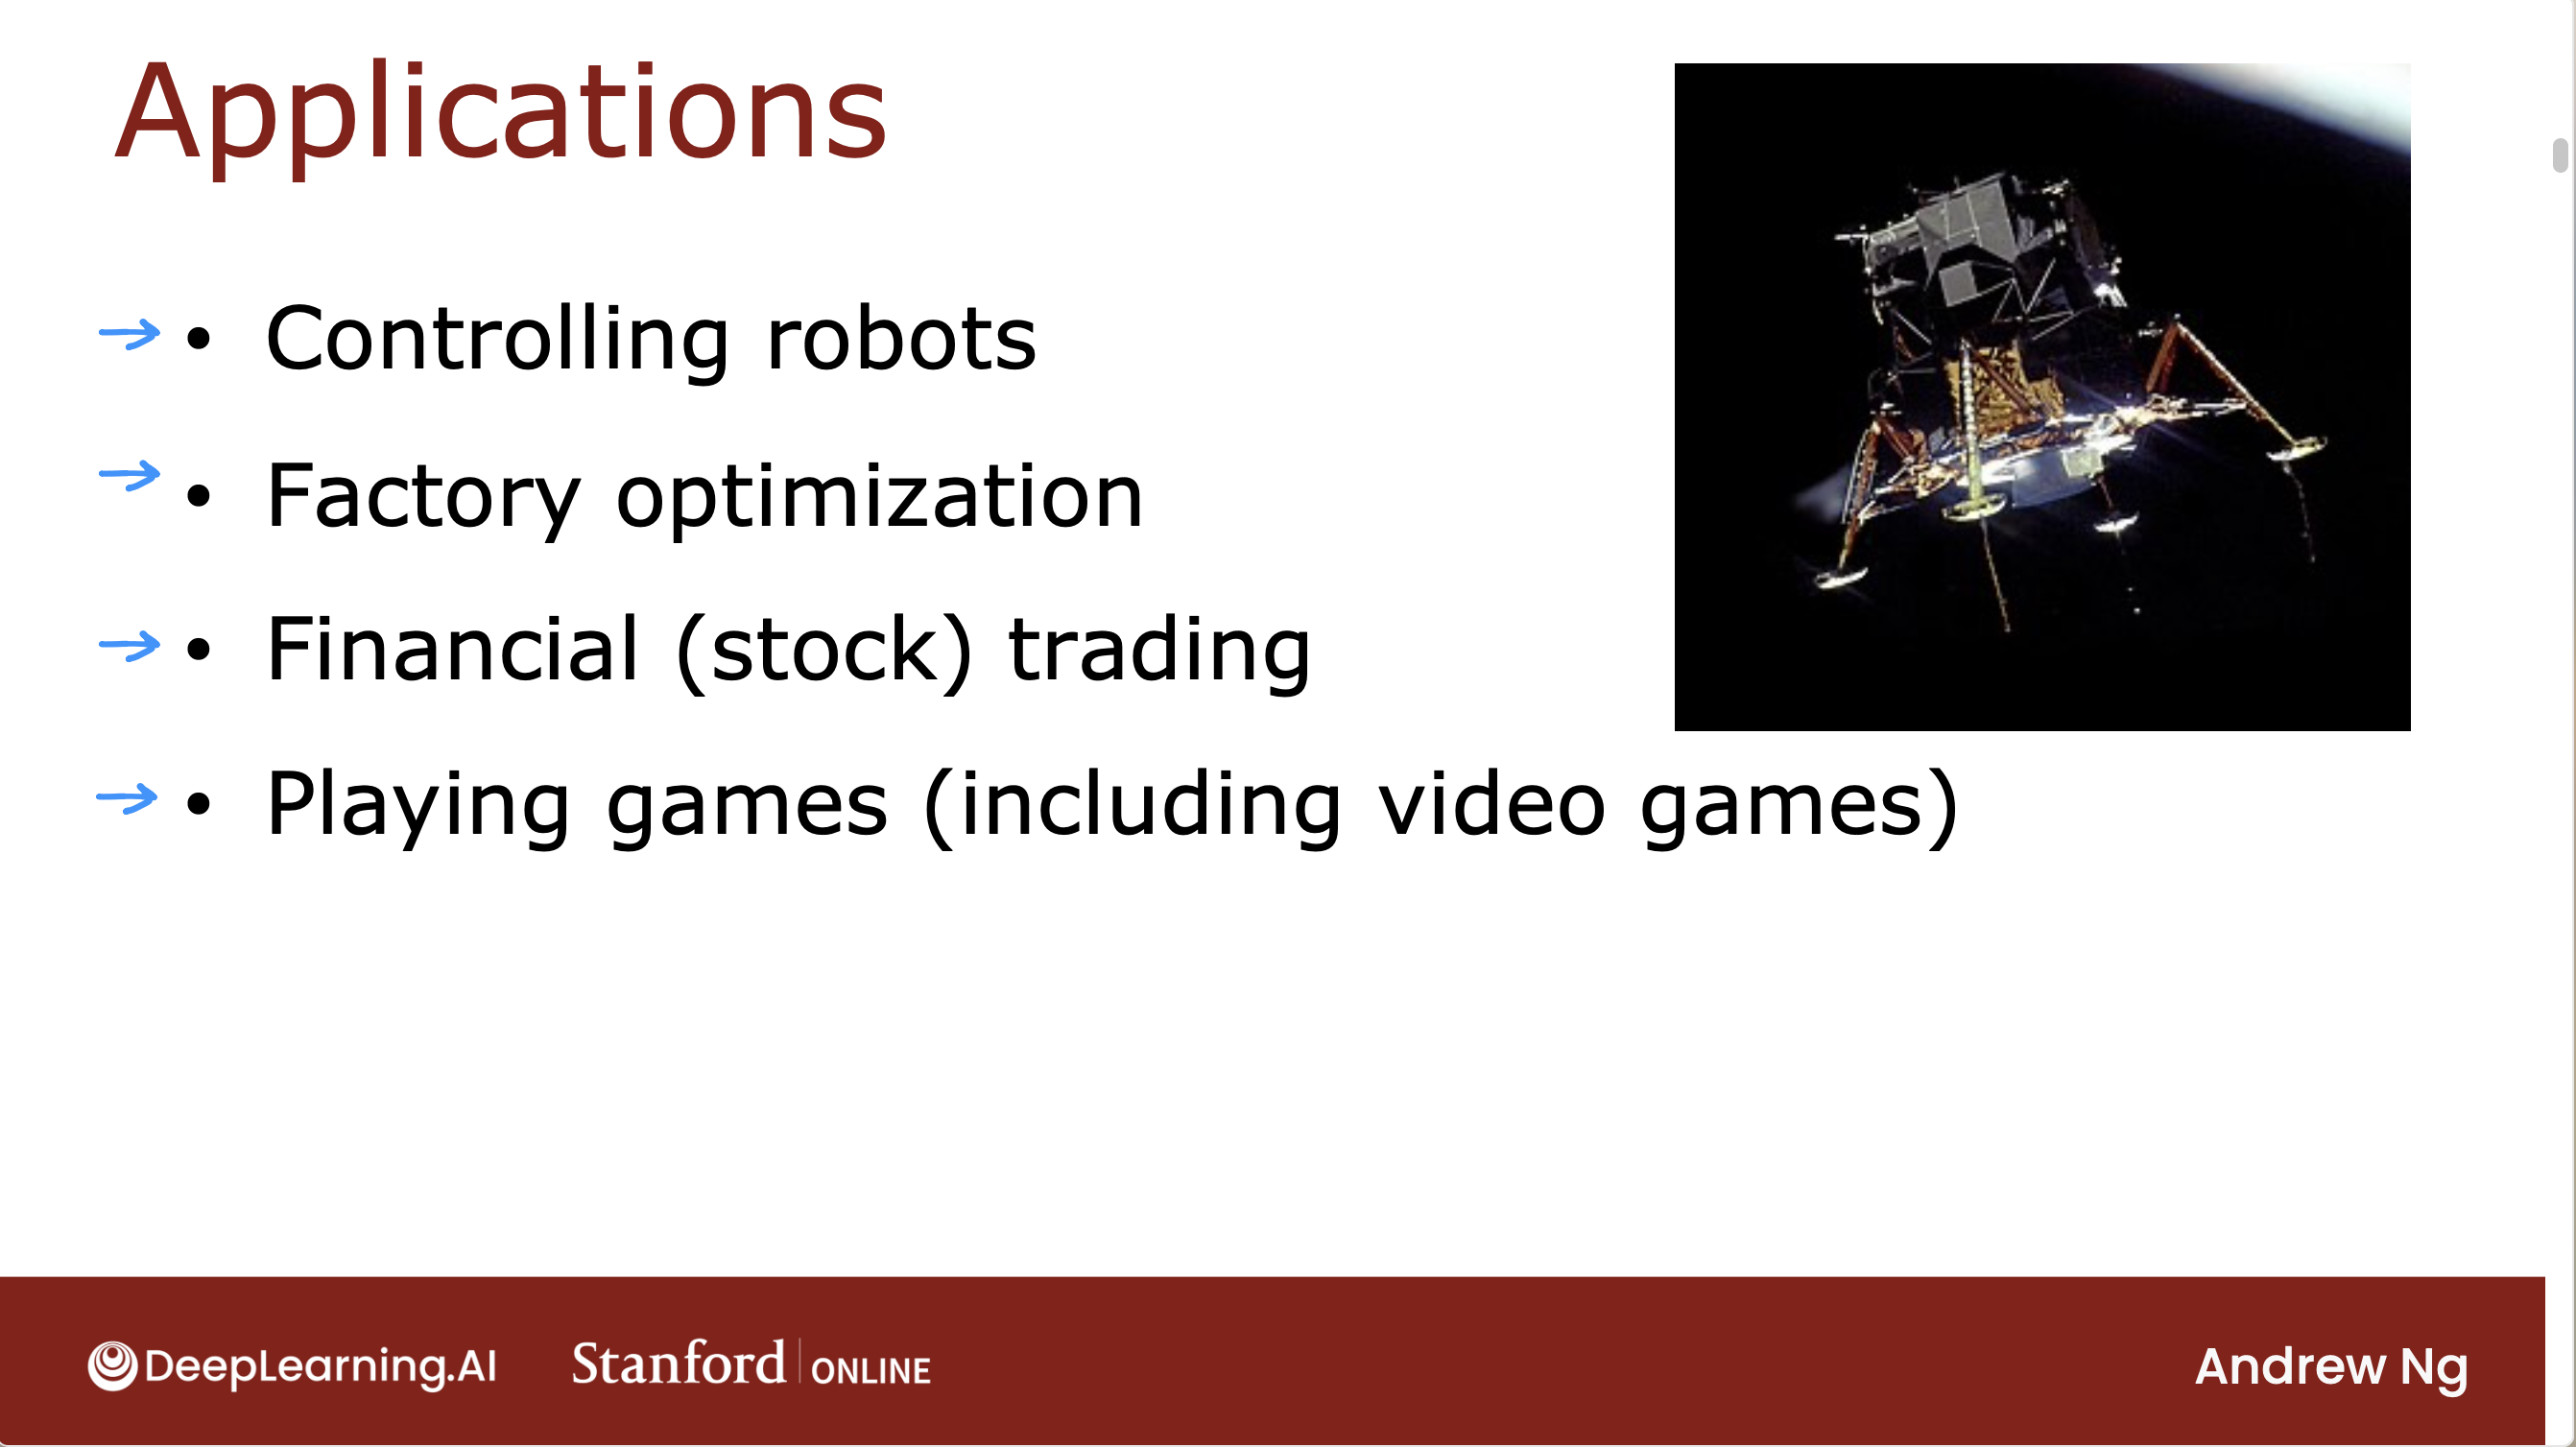 Applications
→ • Controlling robots
→ • Factory optimization
→ • Financial (stock) trading
→ • Playing games (including video games)
DeepLearning.AI Stanford | ONLINE Andrew Ng